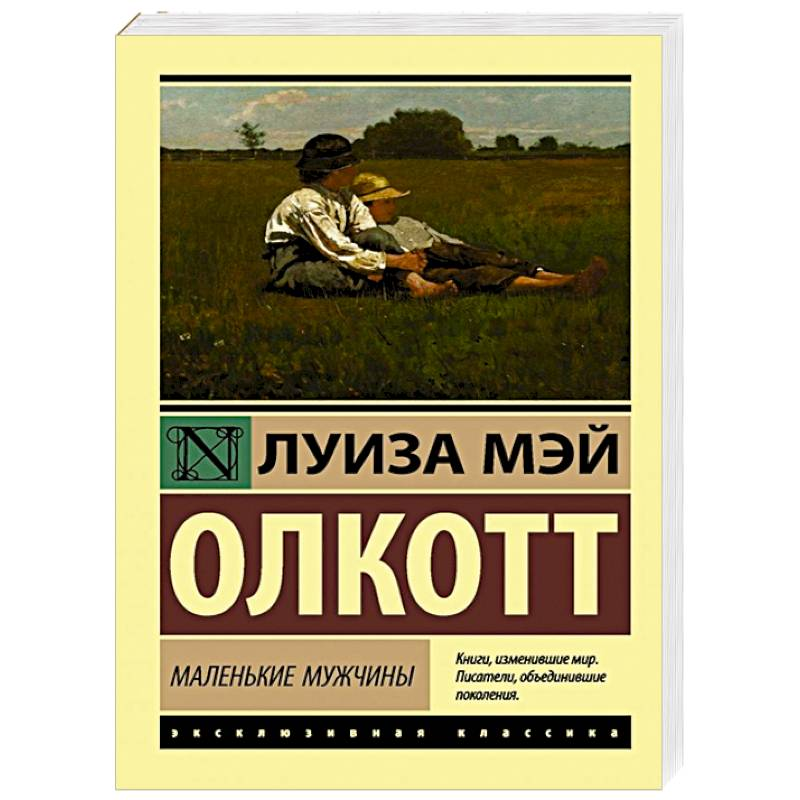 N ЛУИЗА МЭЙ
ОЛКОТТ
МАЛЕНЬКИЕ МУЖЧИНЫ
Книги, изменившие мир.
Писатели, объединившие
поколения.
эксклюзивная классика